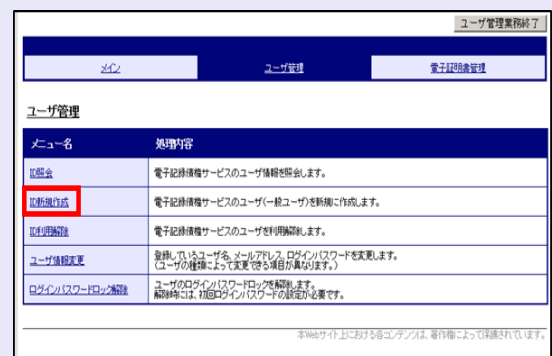 ユーザ管理業務終了
メイン
ユーザ管理
電子証明書管理
ユーザ管理
メニュー名
処理内容
ID照会
電子記録債権サービスのユーザ情報を照会します。
ID新規作成
電子記録債権サービスのユーザ(一般ユーザ)を新規に作成します。
ID利用解除
電子記録債権サービスのユーザを利用解除します。
ユーザ情報変更
登録しているユーザ名、メールアドレス、ログインパスワードを変更します。
(ユーザの種類によって変更できる項目が異なります。)
ログインパスワードロック解除
ユーザのログインパスワードロックを解除します。
解除時には、初回ログインパスワードの設定が必要です。
本Webサイト上における各コンテンツは、著作権によって保護されています。